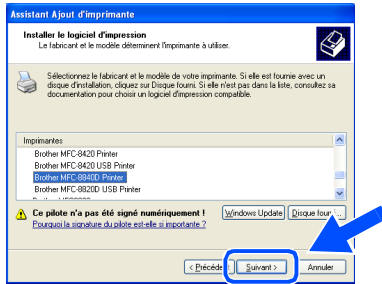 Assistant Ajout d'imprimante
Installer le logiciel d'impression
Le fabricant et le modèle déterminent l'imprimante à utiliser.
Sélectionnez le fabricant et le modèle de votre imprimante. Si elle est fournie avec un
disque d'installation, cliquez sur Disque fourni. Si elle n'est pas dans la liste, consultez sa
documentation pour choisir un logiciel d'impression compatible.
Imprimantes
Brother MFC-8420 Printer
Brother MFC-8420 USB Printer
Brother MFC-8840D Printer
Brother MFC-8820D USB Printer
Ce pilote n'a pas été signé numériquement !
Windows Update
Disque four
Pourquoi la signature du pilote est-elle si importante ?
< Précéde
Suivant >
Annuler